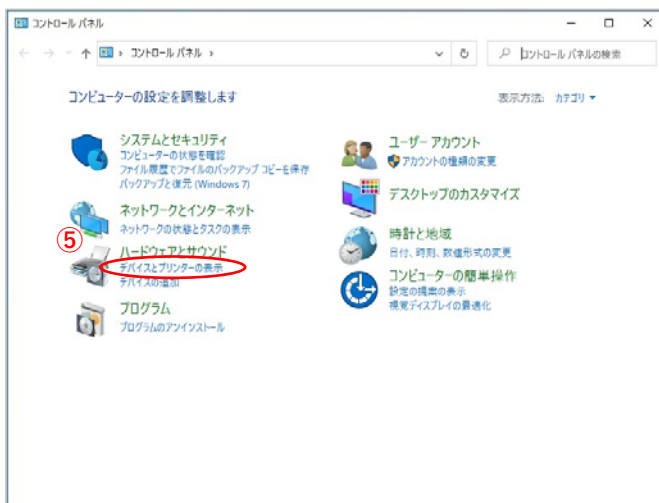 コントロール パネル
コントロール パネル
コントロール パネルの検索
コンピューターの設定を調整します
表示方法: カテゴリ
システムとセキュリティ
コンピューターの状態を確認
ファイル履歴でファイルのバックアップ コピーを保存
バックアップと復元 (Windows 7)
ネットワークとインターネット
ネットワークの状態とタスクの表示
⑤
ハードウェアとサウンド
デバイスとプリンターの表示
デバイスの追加
プログラム
プログラムのアンインストール
ユーザー アカウント
アカウントの種類の変更
デスクトップのカスタマイズ
時計と地域
日付、時刻、数値形式の変更
コンピューターの簡単操作
設定の提案の表示
視覚ディスプレイの最適化